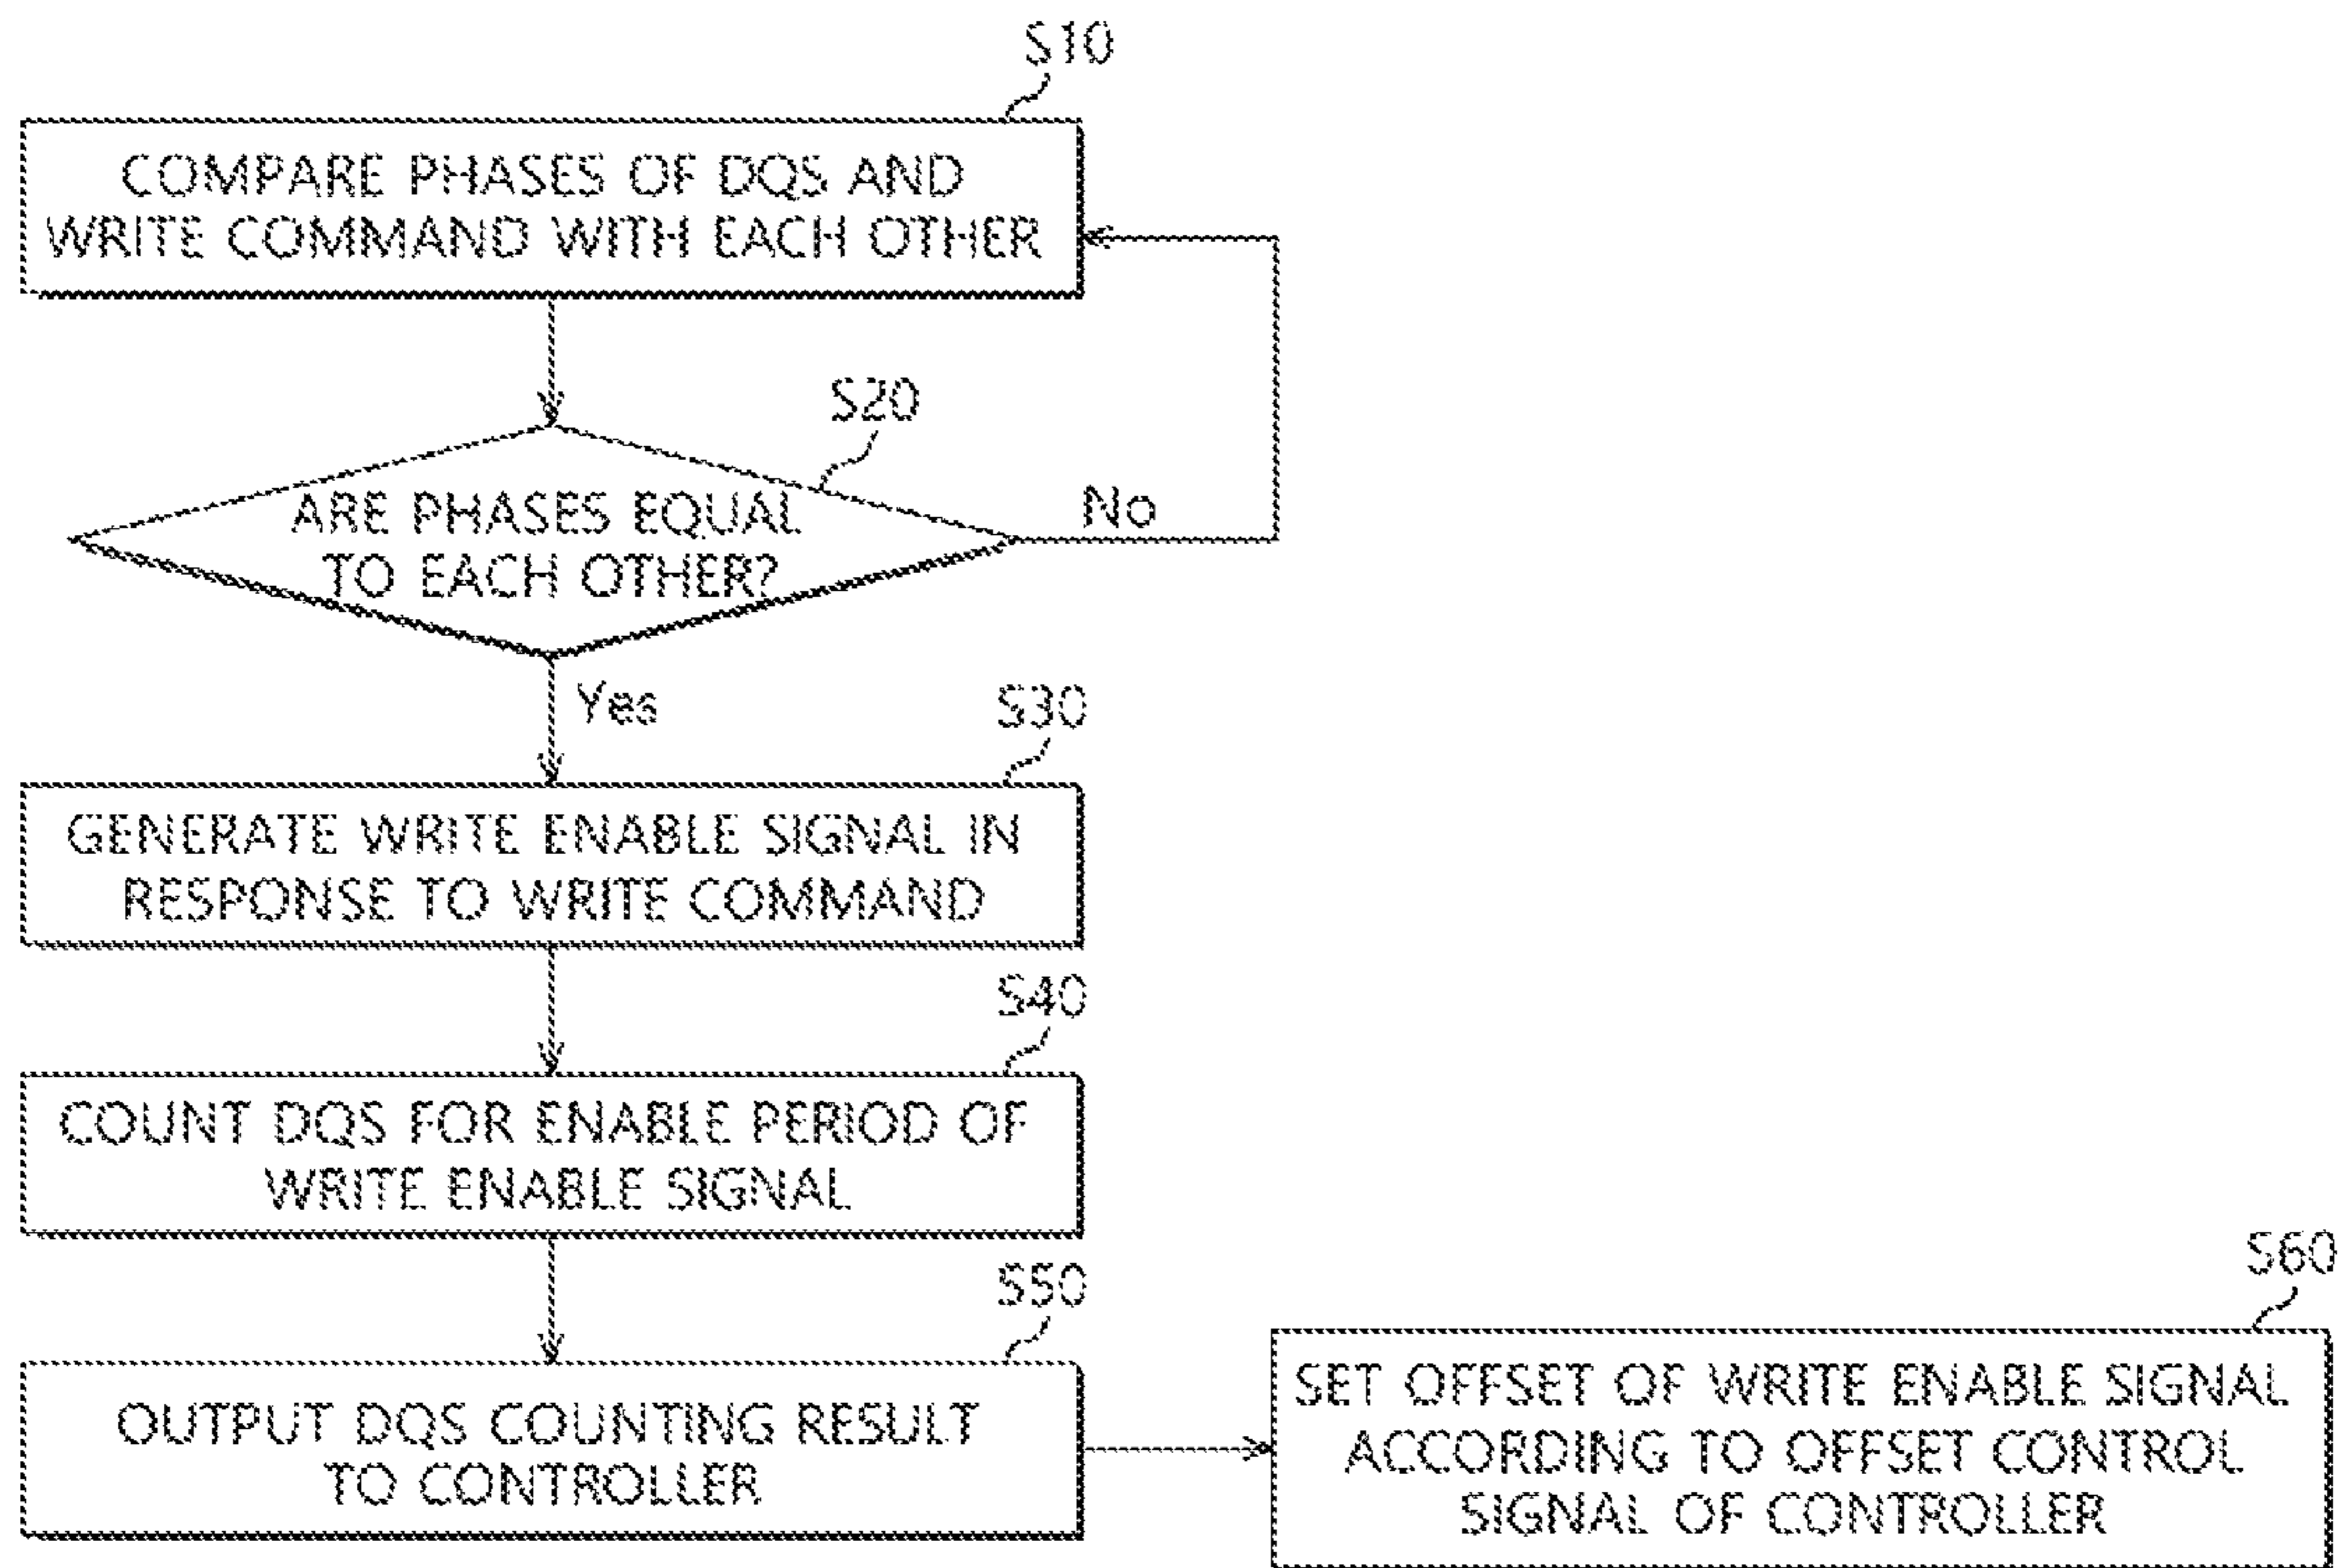 S10
COMPARE PHASES OF DQS AND
WRITE COMMAND WITH EACH OTHER
S20
ARE PHASES EQUAL
TO EACH OTHER?
No
Yes
S30
GENERATE WRITE ENABLE SIGNAL IN
RESPONSE TO WRITE COMMAND
S40
COUNT DQS FOR ENABLE PERIOD OF
WRITE ENABLE SIGNAL
S50
OUTPUT DQS COUNTING RESULT
TO CONTROLLER
S60
SET OFFSET OF WRITE ENABLE SIGNAL
ACCORDING TO OFFSET CONTROL
SIGNAL OF CONTROLLER